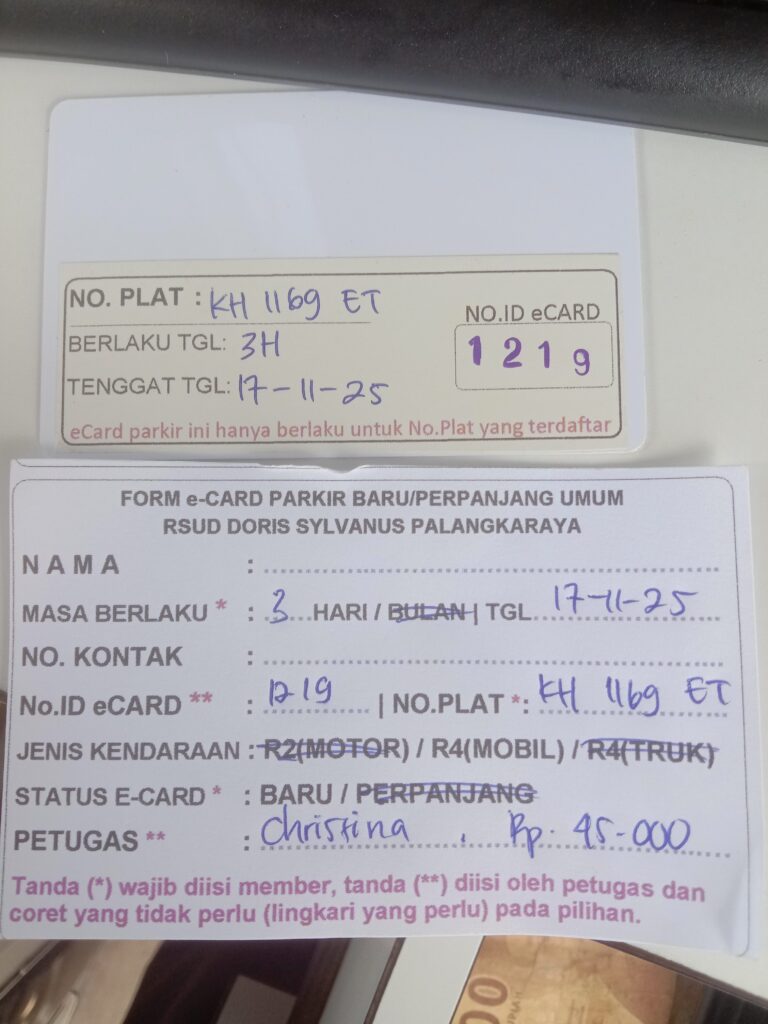 NO. PLAT : KH 1169 ET
NO.ID eCARD
BERLAKU TGL: 3H
1219
TENGGAT TGL: 17-11-25
eCard parkir ini hanya berlaku untuk No.Plat yang terdaftar
FORM e-CARD PARKIR BARU/PERPANJANG UMUM
RSUD DORIS SYLVANUS PALANGKARAYA
NAMA :
MASA BERLAKU * : 3 HARI / BULAN | TGL 17-11-25
NO. KONTAK :
No.ID eCARD ** : 1219 | NO.PLAT *: KH 1169 ET
JENIS KENDARAAN : R2(MOTOR) / R4(MOBIL) / R4(TRUK)
STATUS E-CARD * : BARU / PERPANJANG
PETUGAS ** : Christina , Rp. 45.000
Tanda (*) wajib diisi member, tanda (**) diisi oleh petugas dan
coret yang tidak perlu (lingkari yang perlu) pada pilihan.